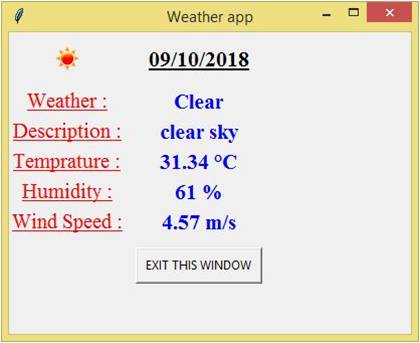 Weather app
09/10/2018
Weather : Clear
Description : clear sky
Temprature : 31.34 °C
Humidity : 61 %
Wind Speed : 4.57 m/s
EXIT THIS WINDOW